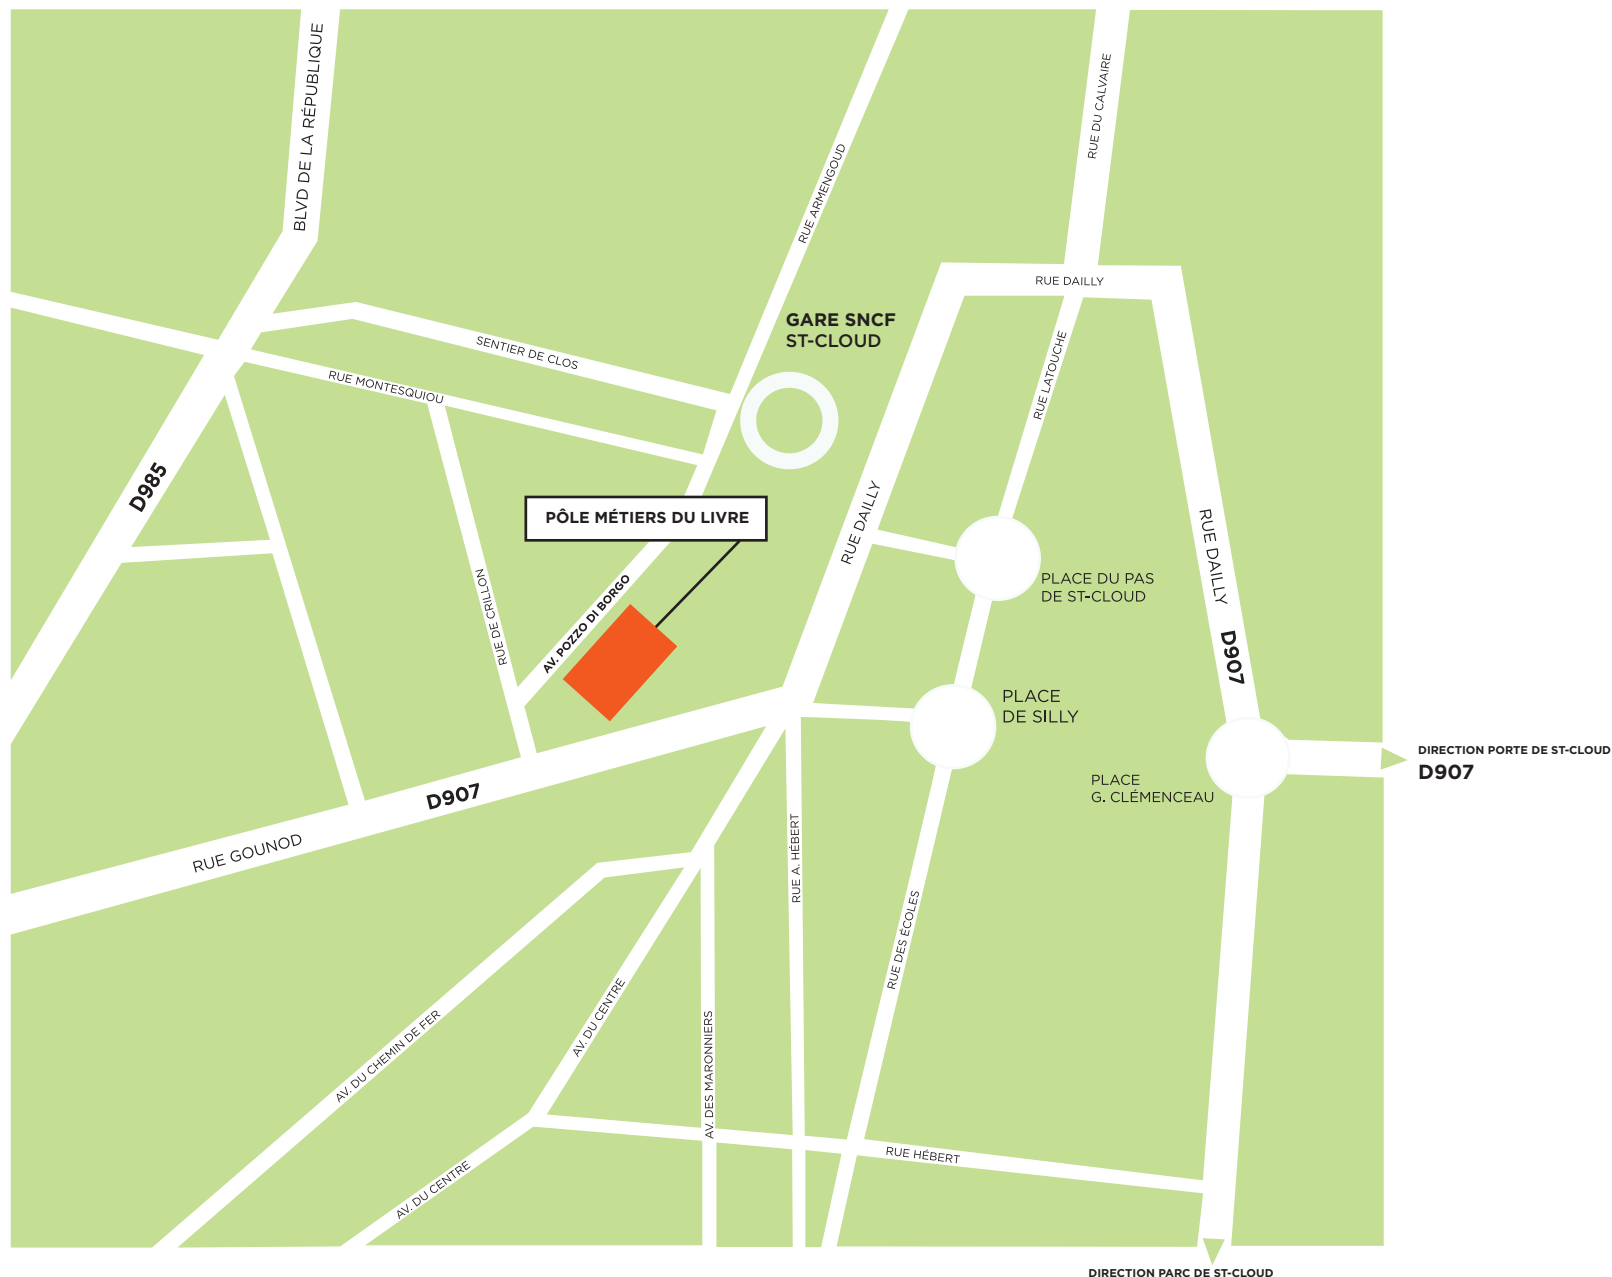 BLVD DE LA RÉPUBLIQUE
RUE DU CALVAIRE
RUE ARMENGOUD
RUE DAILLY
GARE SNCF
ST-CLOUD
SENTIER DE CLOS
RUE MONTESQUIOU
RUE LATOUCHE
D985
PÔLE MÉTIERS DU LIVRE
RUE DAILLY
RUE DAILLY
PLACE DU PAS
DE ST-CLOUD
RUE DE CRILLON
AV. POZZO DI BORGO
D907
PLACE
DE SILLY
DIRECTION PORTE DE ST-CLOUD
D907
PLACE
G. CLÉMENCEAU
D907
RUE GOUNOD
RUE A. HÉBERT
RUE DES ÉCOLES
AV. DU CENTRE
AV. DU CHEMIN DE FER
AV. DES MARONNIERS
RUE HÉBERT
AV. DU CENTRE
DIRECTION PARC DE ST-CLOUD